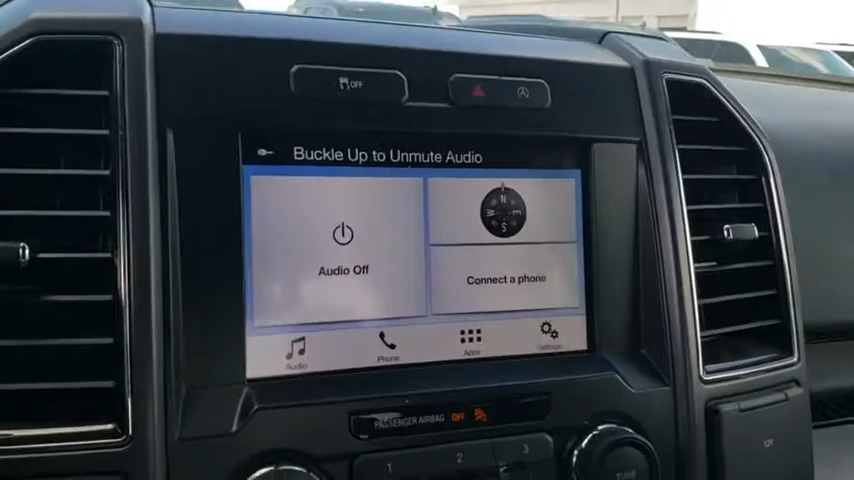 OFF
Buckle Up to Unmute Audio
N
W E
S
Audio Off
Connect a phone
Audio
Phone
Apps
Settings
PASSENGER AIRBAG OFF
1 2 3
TUNE
12V